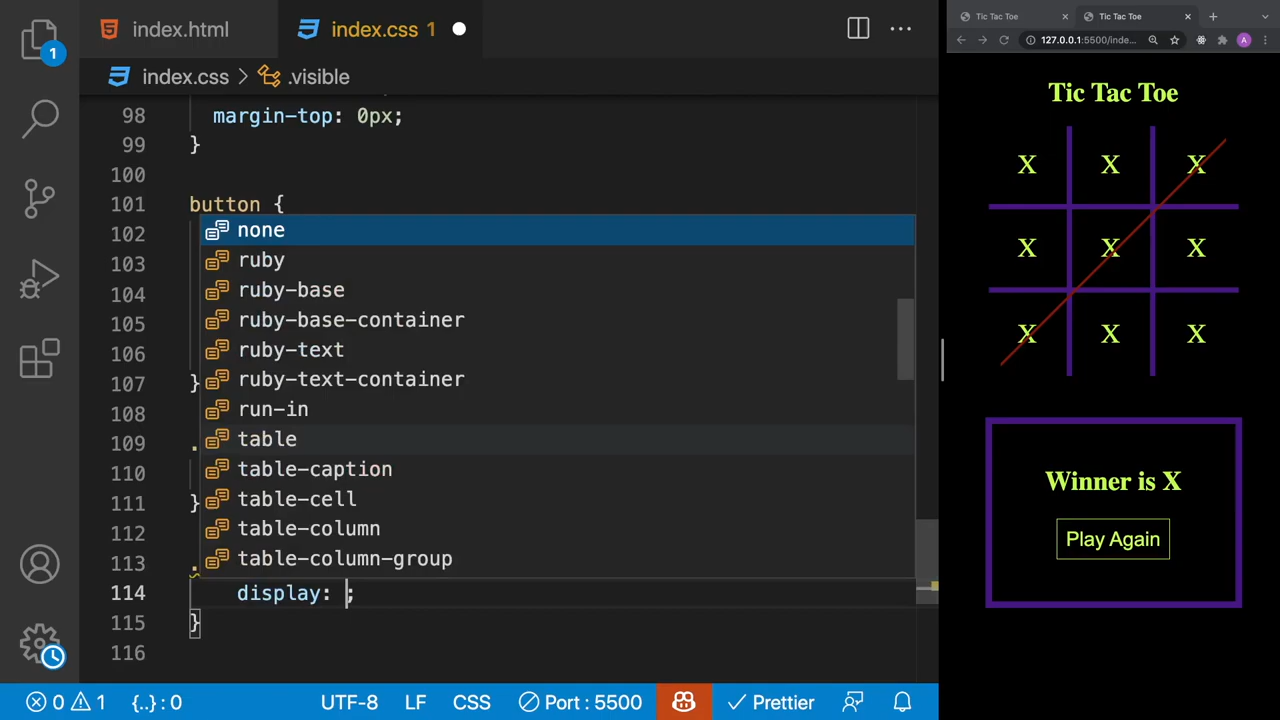 index.html
index.css 1
index.css > .visible
98 margin-top: 0px;
99 }
100
101 button {
102
103
104
105
106
107 }
108
109 .
110
111 }
112
113 .
114 display: ;
115 }
116
none
ruby
ruby-base
ruby-base-container
ruby-text
ruby-text-container
run-in
table
table-caption
table-cell
table-column
table-column-group
1
0 1 {..} : 0 UTF-8 LF CSS Port : 5500 Prettier
Tic Tac Toe
Tic Tac Toe
127.0.0.1:5500/inde...
A
Tic Tac Toe
X X X
X X X
X X X
Winner is X
Play Again